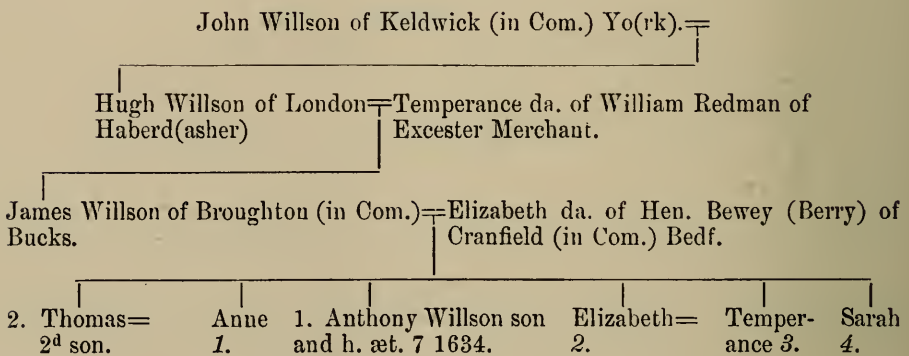 John Willson of Keldwick (in Com.) Yo(rk).=
Hugh Willson of London=Temperance da. of William Redman of
Haberd(asher) Excester Merchant.
James Willson of Broughton (in Com.)=Elizabeth da. of Hen. Bewey (Berry) of
Bucks. Cranfield (in Com.) Bedf.
2. Thomas= Anne 1. Anthony Willson son Elizabeth= Temper- Sarah
2d son. 1. and h. æt. 7 1634. 2. ance 3. 4.